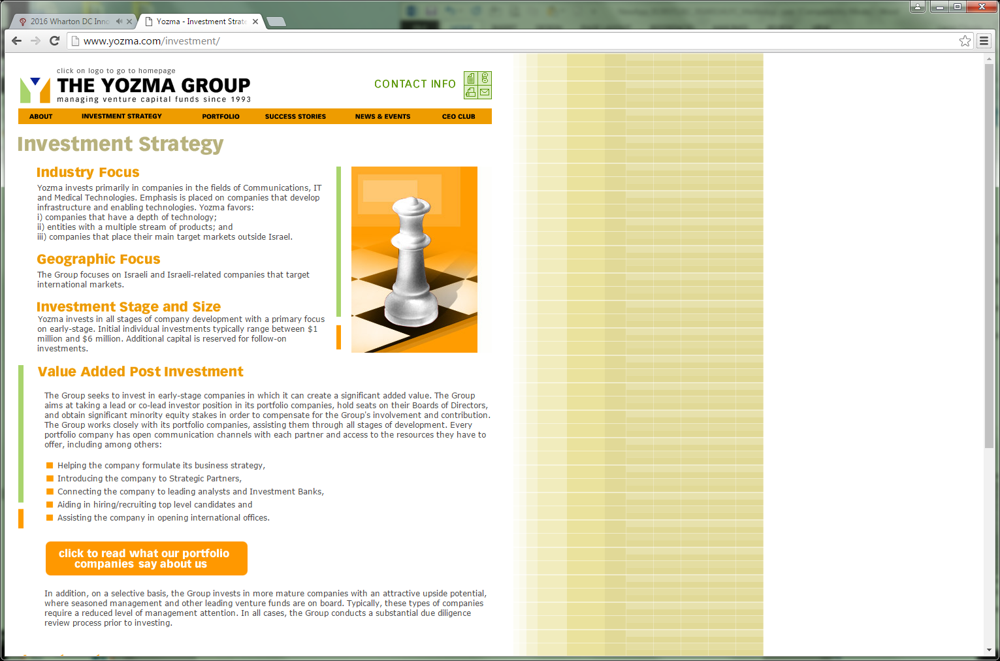 2016 Wharton DC Inno
Yozma - Investment Strate
www.yozma.com/investment/
click on logo to go to homepage
THE YOZMA GROUP
managing venture capital funds since 1993
CONTACT INFO
ABOUT INVESTMENT STRATEGY PORTFOLIO SUCCESS STORIES NEWS & EVENTS CEO CLUB
Investment Strategy
Industry Focus
Yozma invests primarily in companies in the fields of Communications, IT
and Medical Technologies. Emphasis is placed on companies that develop
infrastructure and enabling technologies. Yozma favors:
i) companies that have a depth of technology;
ii) entities with a multiple stream of products; and
iii) companies that place their main target markets outside Israel.
Geographic Focus
The Group focuses on Israeli and Israeli-related companies that target
international markets.
Investment Stage and Size
Yozma invests in all stages of company development with a primary focus
on early-stage. Initial individual investments typically range between $1
million and $6 million. Additional capital is reserved for follow-on
investments.
Value Added Post Investment
The Group seeks to invest in early-stage companies in which it can create a significant added value. The Group
aims at taking a lead or co-lead investor position in its portfolio companies, hold seats on their Boards of Directors,
and obtain significant minority equity stakes in order to compensate for the Group's involvement and contribution.
The Group works closely with its portfolio companies, assisting them through all stages of development. Every
portfolio company has open communication channels with each partner and access to the resources they have to
offer, including among others:
Helping the company formulate its business strategy,
Introducing the company to Strategic Partners,
Connecting the company to leading analysts and Investment Banks,
Aiding in hiring/recruiting top level candidates and
Assisting the company in opening international offices.
click to read what our portfolio
companies say about us
In addition, on a selective basis, the Group invests in more mature companies with an attractive upside potential,
where seasoned management and other leading venture funds are on board. Typically, these types of companies
require a reduced level of management attention. In all cases, the Group conducts a substantial due diligence
review process prior to investing.